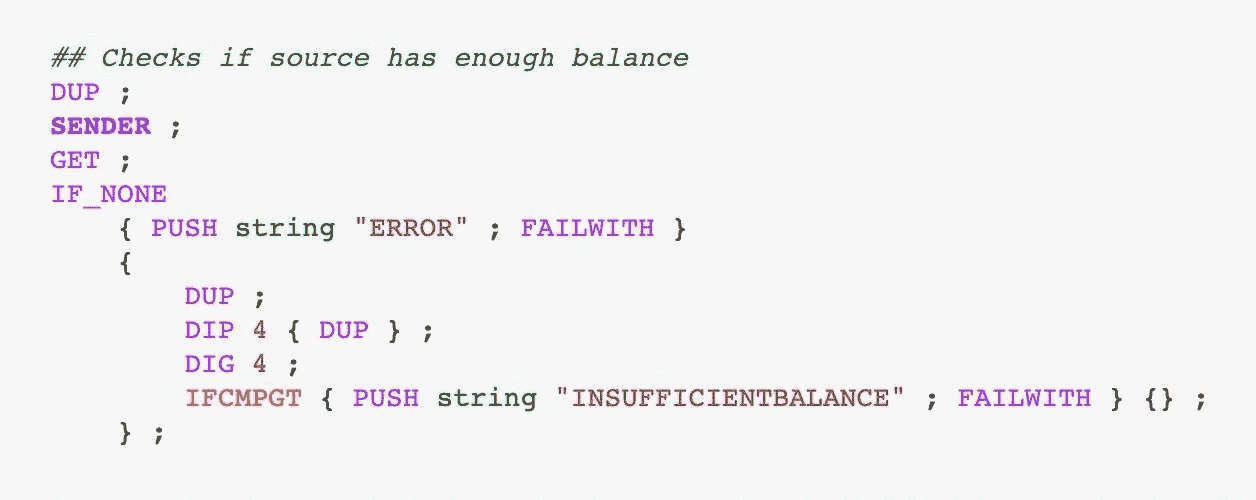 ## Checks if source has enough balance
DUP ;
SENDER ;
GET ;
IF_NONE
    { PUSH string "ERROR" ; FAILWITH }
    {
        DUP ;
        DIP 4 { DUP } ;
        DIG 4 ;
        IFCMPGT { PUSH string "INSUFFICIENTBALANCE" ; FAILWITH } {} ;
    } ;